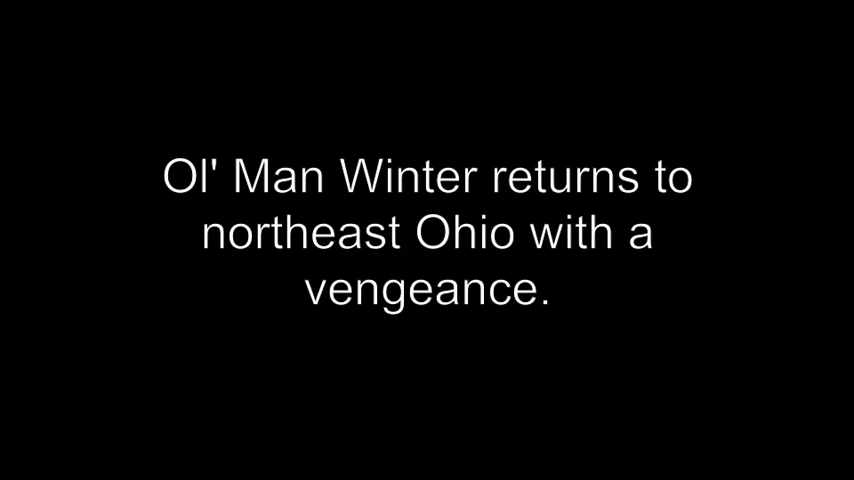 Ol' Man Winter returns to
northeast Ohio with a
vengeance.